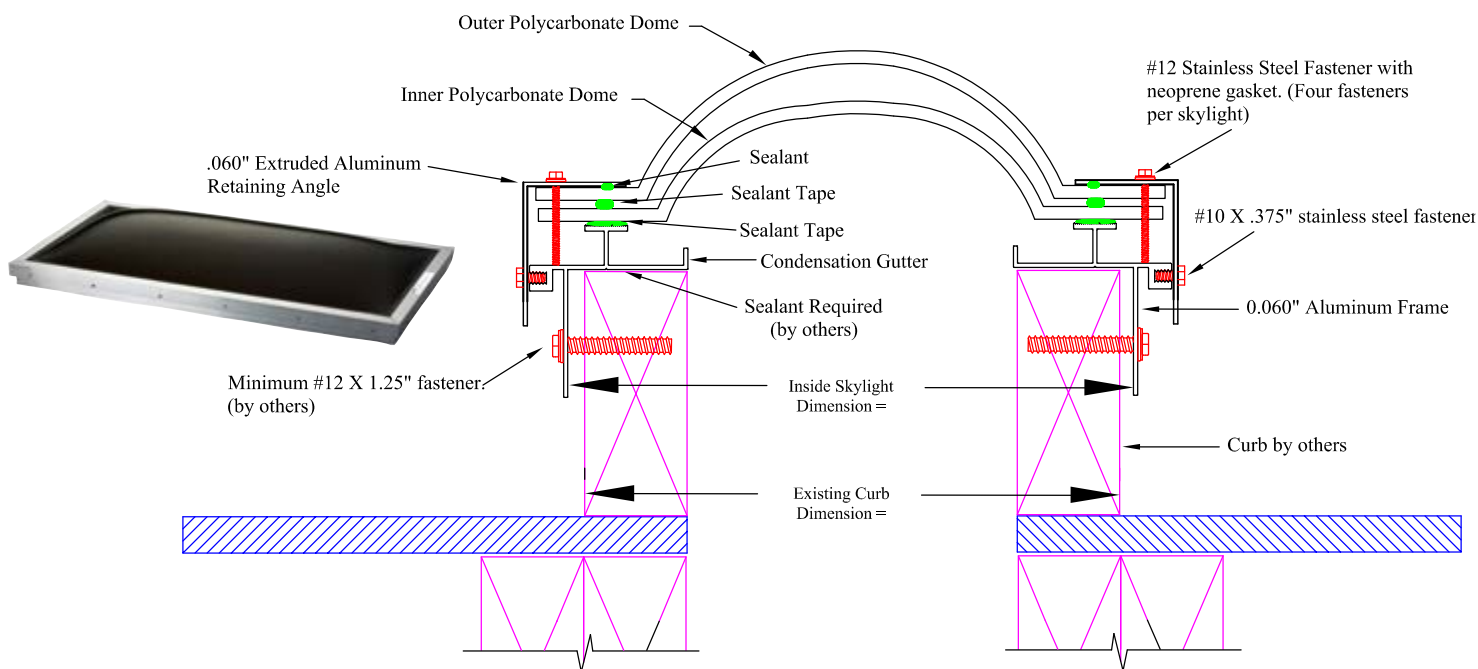 Outer Polycarbonate Dome
Inner Polycarbonate Dome
#12 Stainless Steel Fastener with
neoprene gasket. (Four fasteners
per skylight)
.060" Extruded Aluminum
Retaining Angle
Sealant
Sealant Tape
Sealant Tape
Condensation Gutter
Sealant Required
(by others)
#10 X .375" stainless steel fastener
0.060" Aluminum Frame
Minimum #12 X 1.25" fastener
(by others)
Inside Skylight
Dimension =
Curb by others
Existing Curb
Dimension =